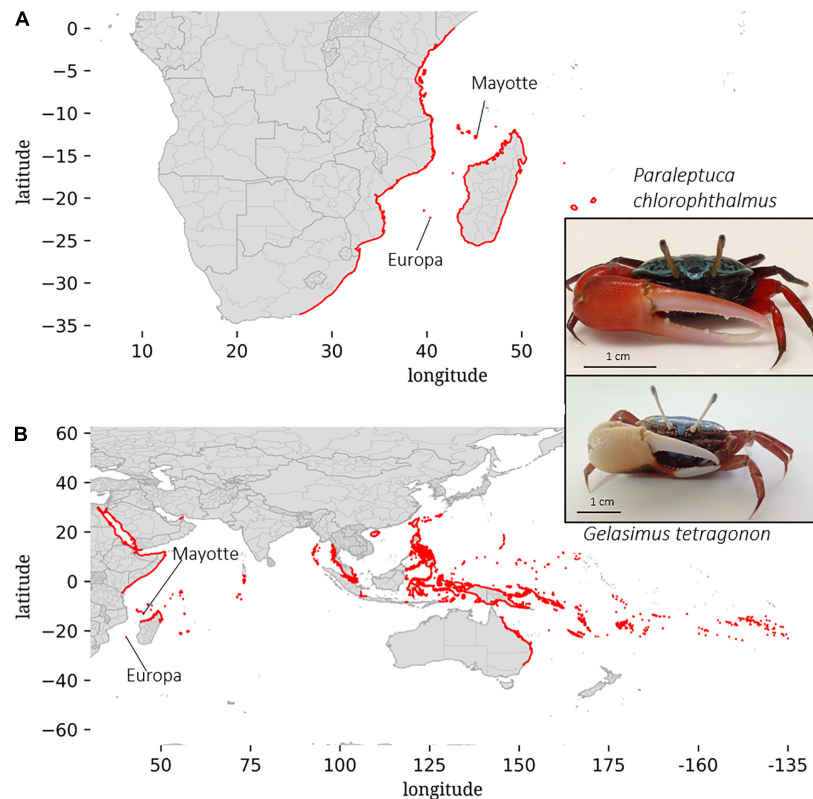 A
0
−5
−10
−15
−20
−25
−30
−35
latitude
10
20
30
40
50
longitude
Mayotte
Europa
Paraleptuca
chlorophthalmus
1 cm
1 cm
Gelasimus tetragonon
B
60
40
20
0
−20
−40
−60
latitude
50
75
100
125
150
175
-160
-135
longitude
Mayotte
Europa